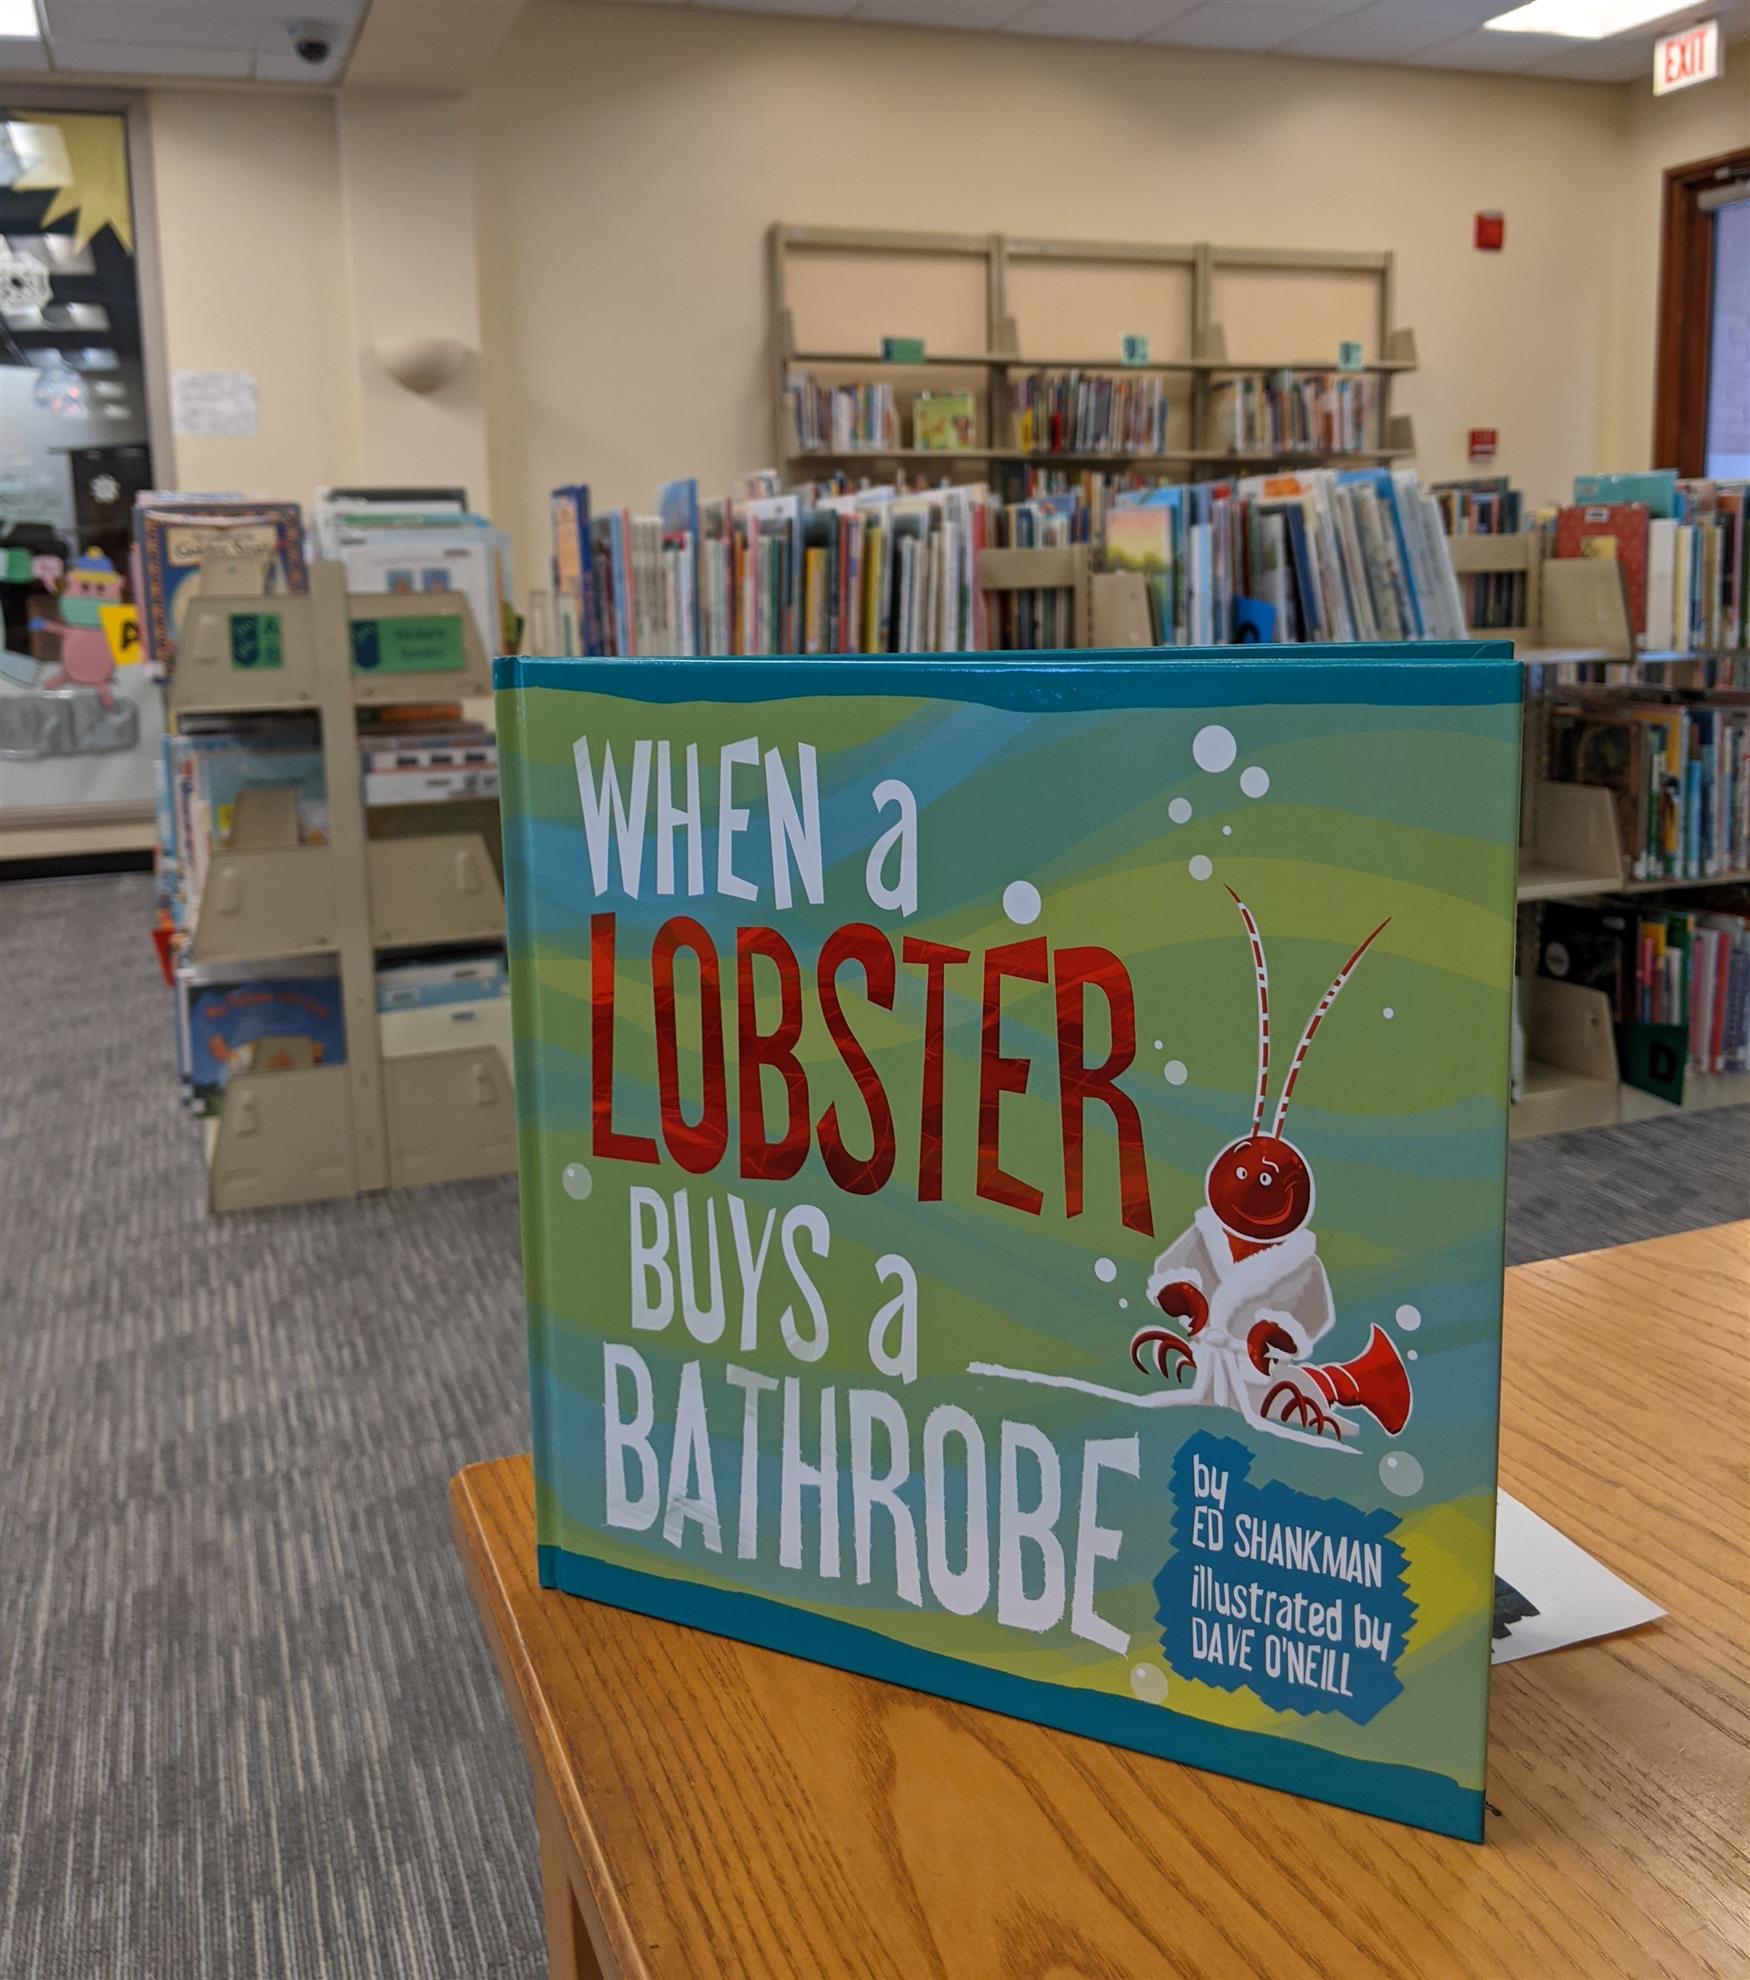 EXIT
WHEN a
LOBSTER
BUYS a
BATHROBE
by
ED SHANKMAN
illustrated by
DAVE O'NEILL
A
D